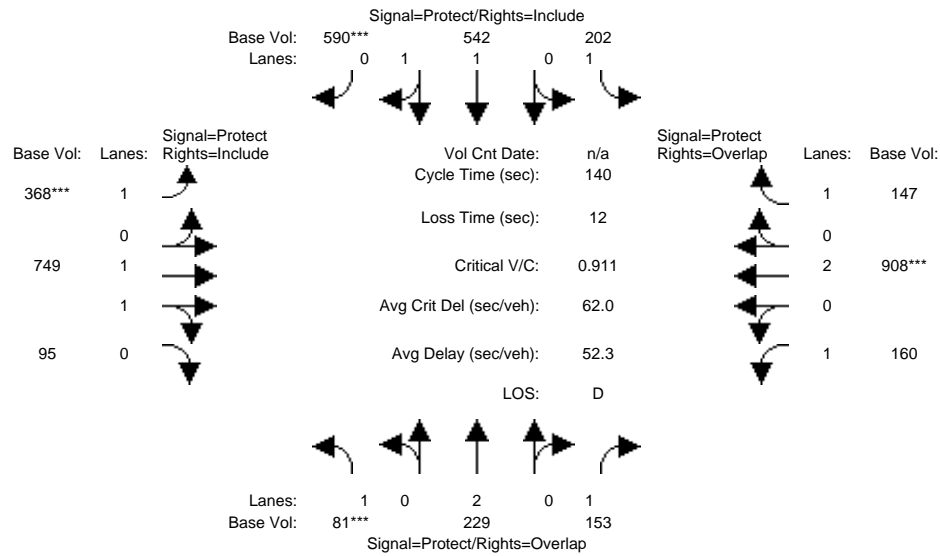 Signal=Protect/Rights=Include
Base Vol: 590*** 542 202
Lanes: 0 1 1 0 1
Signal=Protect Signal=Protect
Base Vol: Lanes: Rights=Include Vol Cnt Date: n/a Rights=Overlap Lanes: Base Vol:
Cycle Time (sec): 140
368*** 1 1 147
Loss Time (sec): 12
0 0
749 1 Critical V/C: 0.911 2 908***
1 Avg Crit Del (sec/veh): 62.0 0
95 0 Avg Delay (sec/veh): 52.3 1 160
LOS: D
Lanes: 1 0 2 0 1
Base Vol: 81*** 229 153
Signal=Protect/Rights=Overlap